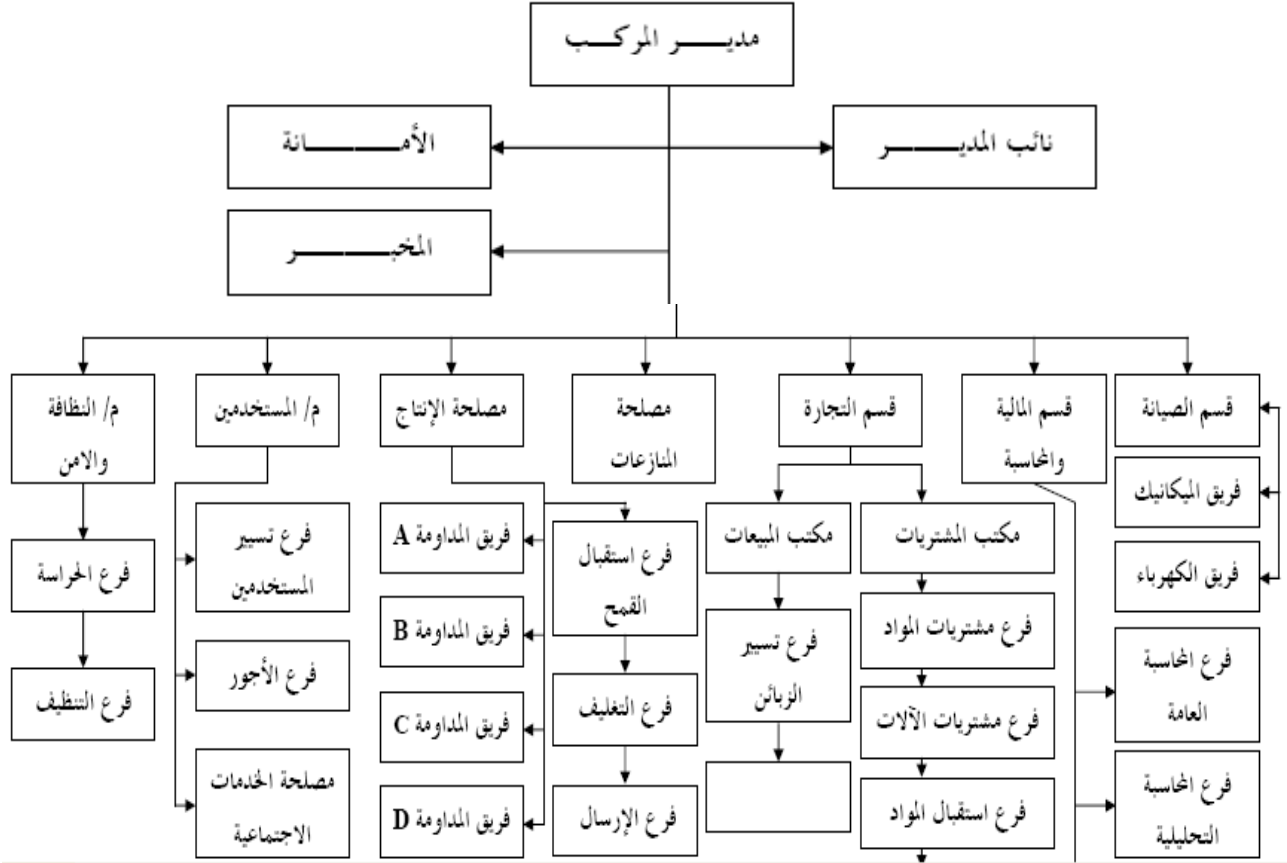 مديـــــر المركـــب
نائب المديـــــــر
الأمـــــــــانة
المخبـــــــــر
قسم الصيانة
قسم المالية
والمحاسبة
قسم التجارة
مصلحة
المنازعات
مصلحة الإنتاج
م/ المستخدمين
م/ النظافة
والامن
فريق الميكانيك
فريق الكهرباء
فرع المحاسبة
العامة
فرع المحاسبة
التحليلية
مكتب المشتريات
فرع مشتريات المواد
فرع مشتريات الآلات
فرع استقبال المواد
مكتب المبيعات
فرع تسيير
الزبائن
فرع استقبال
القمح
فرع التغليف
فرع الإرسال
فريق المداومة A
فريق المداومة B
فريق المداومة C
فريق المداومة D
فرع تسيير
المستخدمين
فرع الأجور
مصلحة الخدمات
الاجتماعية
فرع الحراسة
فرع التنظيف